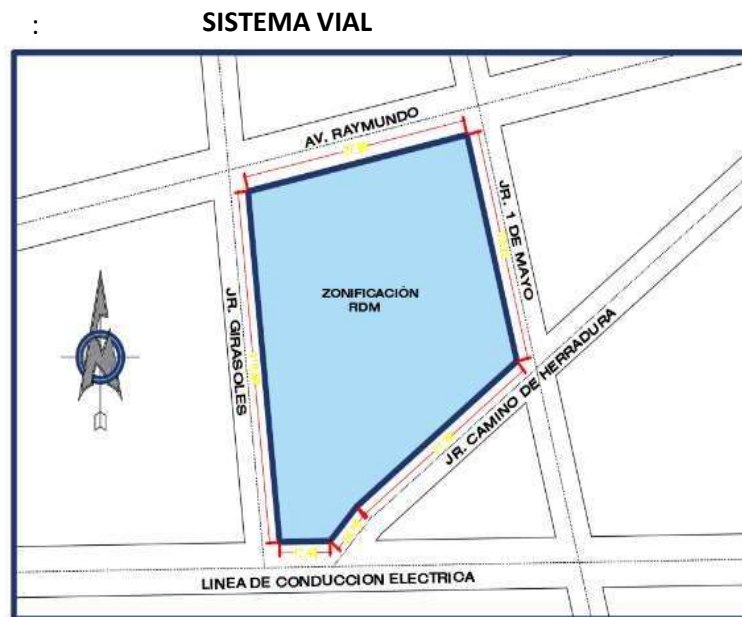 :
SISTEMA VIAL
AV. RAYMUNDO
JR. 1 DE MAYO
ZONIFICACIÓN
RDM
JR. GIRASOLES
JR. CAMINO DE HERRADURA
N
LINEA DE CONDUCCION ELECTRICA